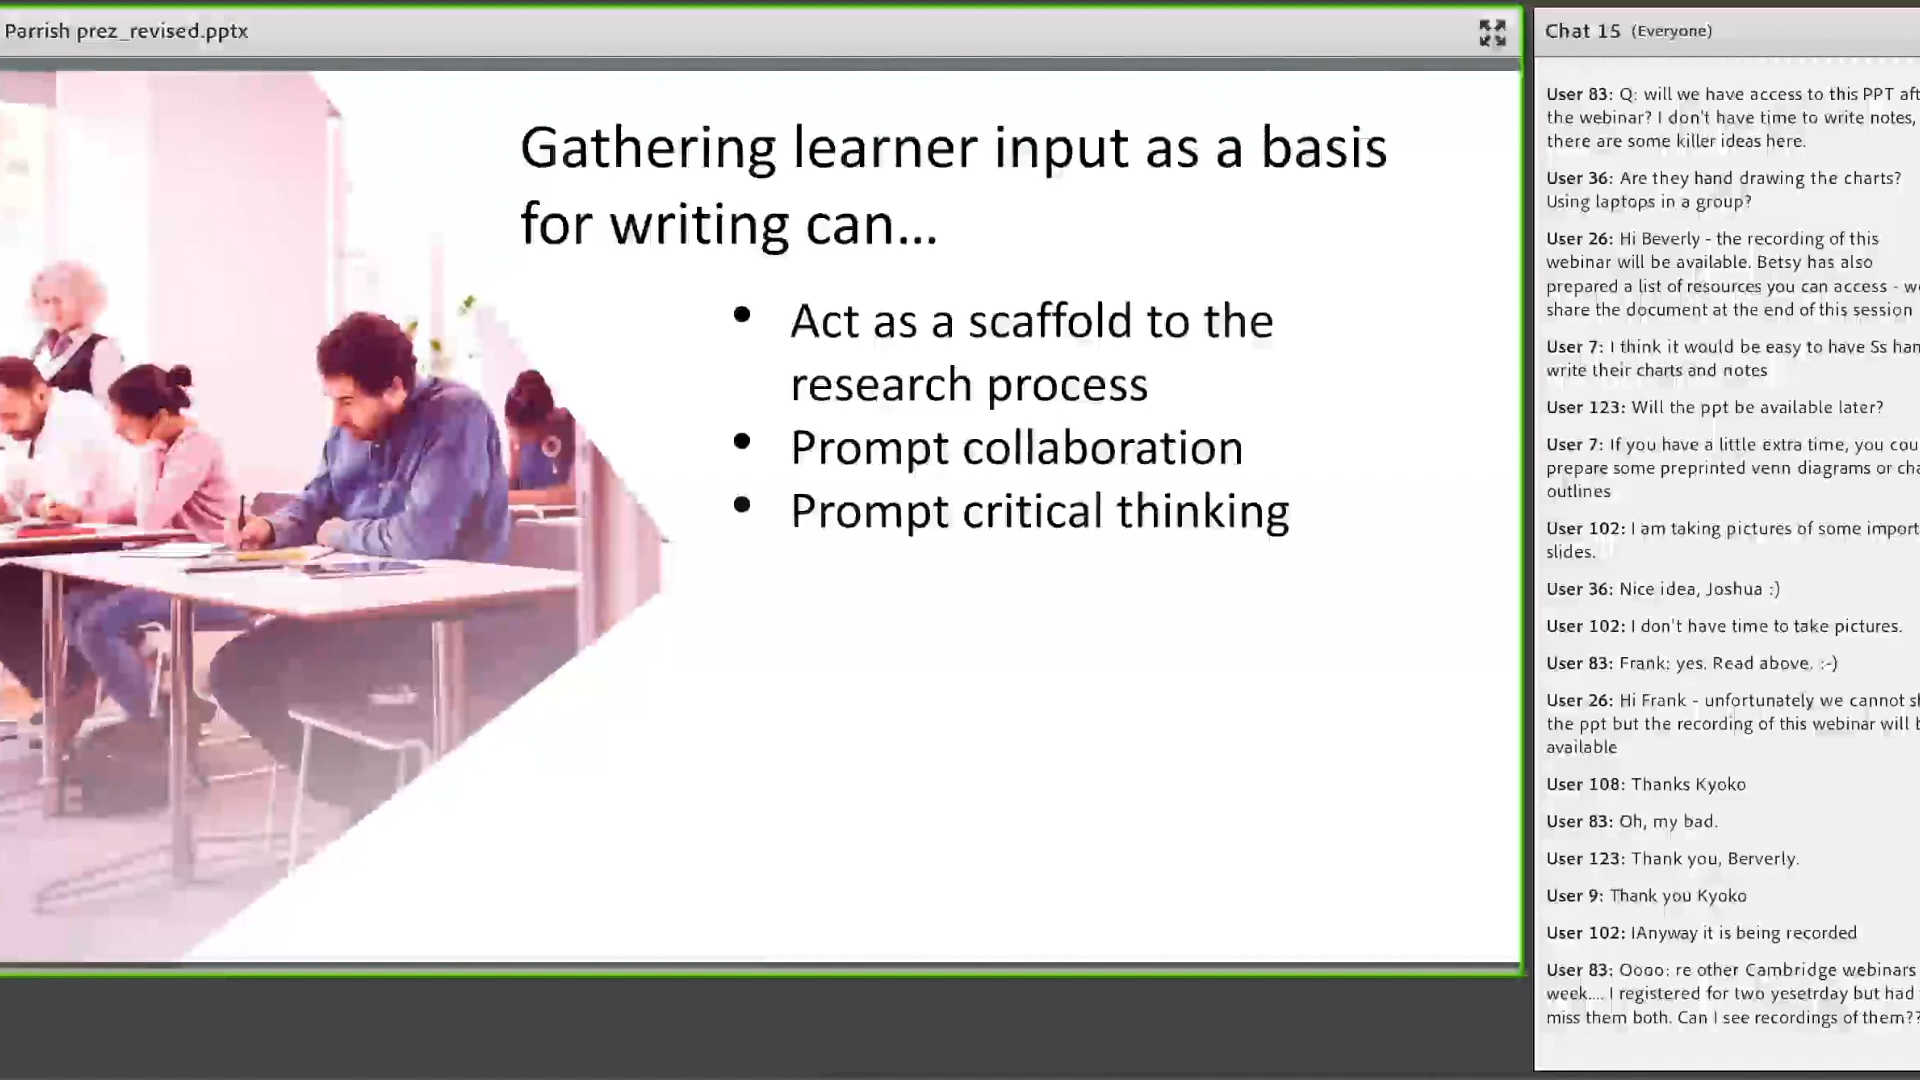 Parrish prez_revised.pptx
Gathering learner input as a basis
for writing can...
• Act as a scaffold to the
research process
• Prompt collaboration
• Prompt critical thinking
Chat 15 (Everyone)
User 83: Q: will we have access to this PPT aft
the webinar? I don't have time to write notes,
there are some killer ideas here.
User 36: Are they hand drawing the charts?
Using laptops in a group?
User 26: Hi Beverly - the recording of this
webinar will be available. Betsy has also
prepared a list of resources you can access - we
share the document at the end of this session
User 7: I think it would be easy to have Ss han
write their charts and notes
User 123: Will the ppt be available later?
User 7: If you have a little extra time, you cou
prepare some preprinted venn diagrams or cha
outlines
User 102: I am taking pictures of some import
slides.
User 36: Nice idea, Joshua :)
User 102: I don't have time to take pictures.
User 83: Frank: yes. Read above. :-)
User 26: Hi Frank - unfortunately we cannot sh
the ppt but the recording of this webinar will b
available
User 108: Thanks Kyoko
User 83: Oh, my bad.
User 123: Thank you, Berverly.
User 9: Thank you Kyoko
User 102: IAnyway it is being recorded
User 83: Oooo: re other Cambridge webinars
week.... I registered for two yesetrday but had
miss them both. Can I see recordings of them??